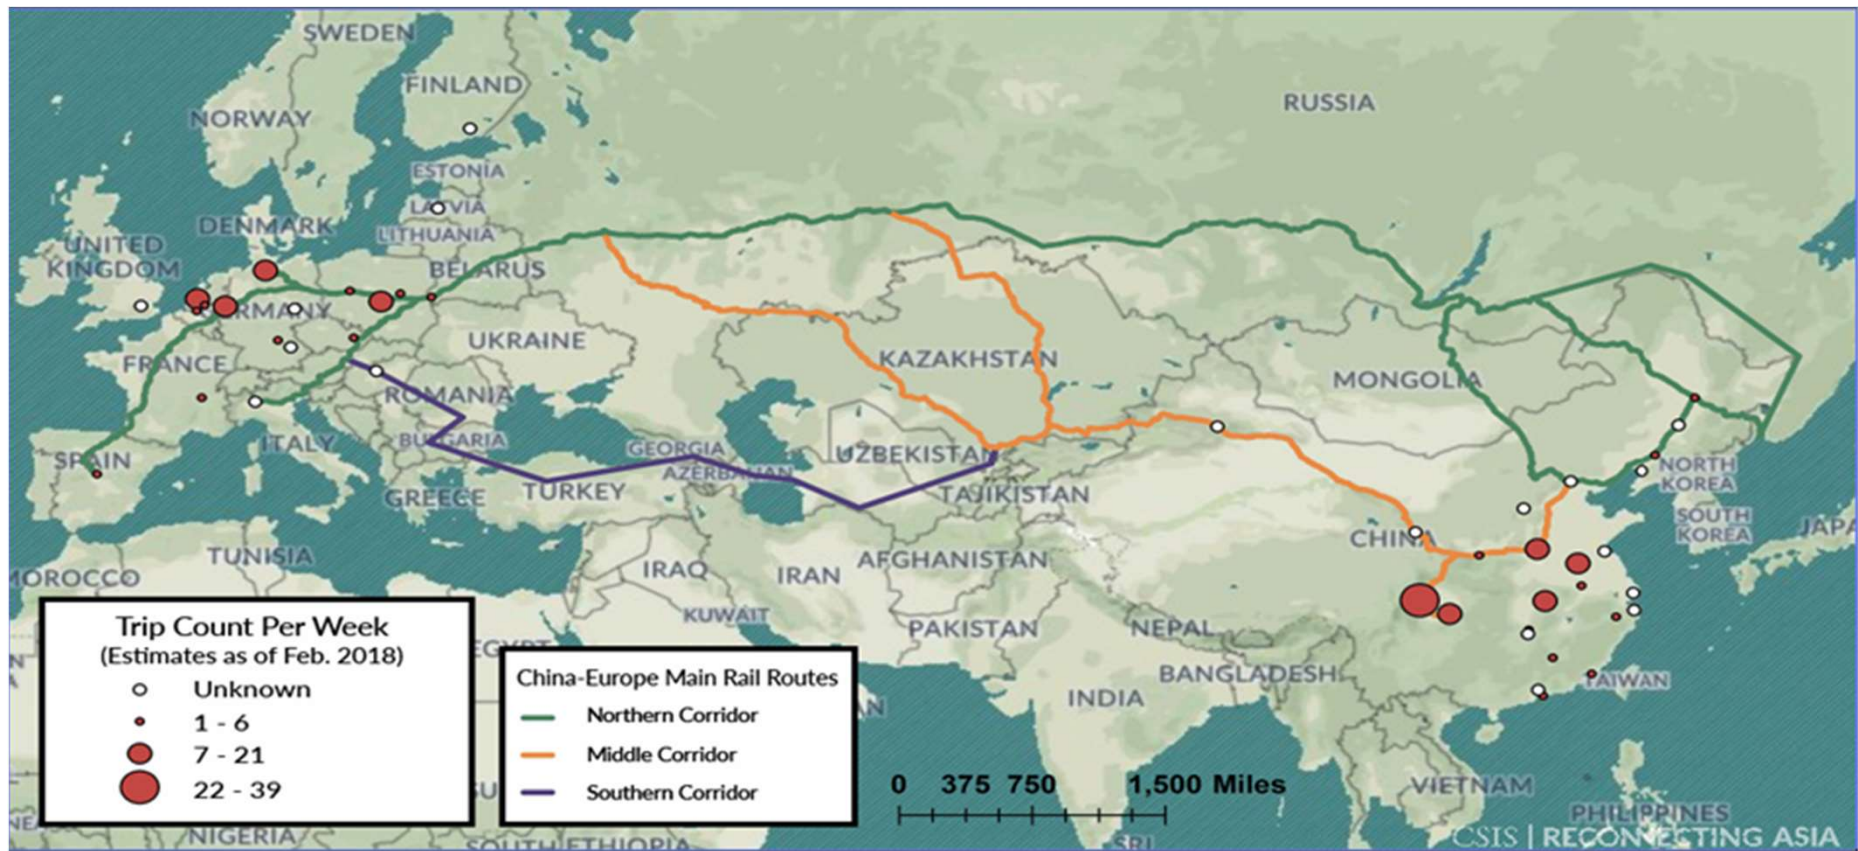 SWEDEN
FINLAND
NORWAY
RUSSIA
ESTONIA
LATVIA
DENMARK
LITHUANIA
UNITED
KINGDOM
BELARUS
UKRAINE
FRANCE
KAZAKHSTAN
MONGOLIA
ROMANIA
BULGARIA
ITALY
GEORGIA
UZBEKISTAN
SPAIN
NORTH
KOREA
GREECE
TURKEY
TAJIKISTAN
SOUTH
KOREA
JAPA
CHINA
TUNISIA
MOROCCO
IRAQ
IRAN
AFGHANISTAN
KUWAIT
PAKISTAN
NEPAL
BANGLADESH
TAIWAN
INDIA
VIETNAM
PHILIPPINES
NIGERIA
ETHIOPIA
Trip Count Per Week
(Estimates as of Feb. 2018)
Unknown
1 - 6
7 - 21
22 - 39
China-Europe Main Rail Routes
Northern Corridor
Middle Corridor
Southern Corridor
0 375 750 1,500 Miles
CSIS | RECONNECTING ASIA